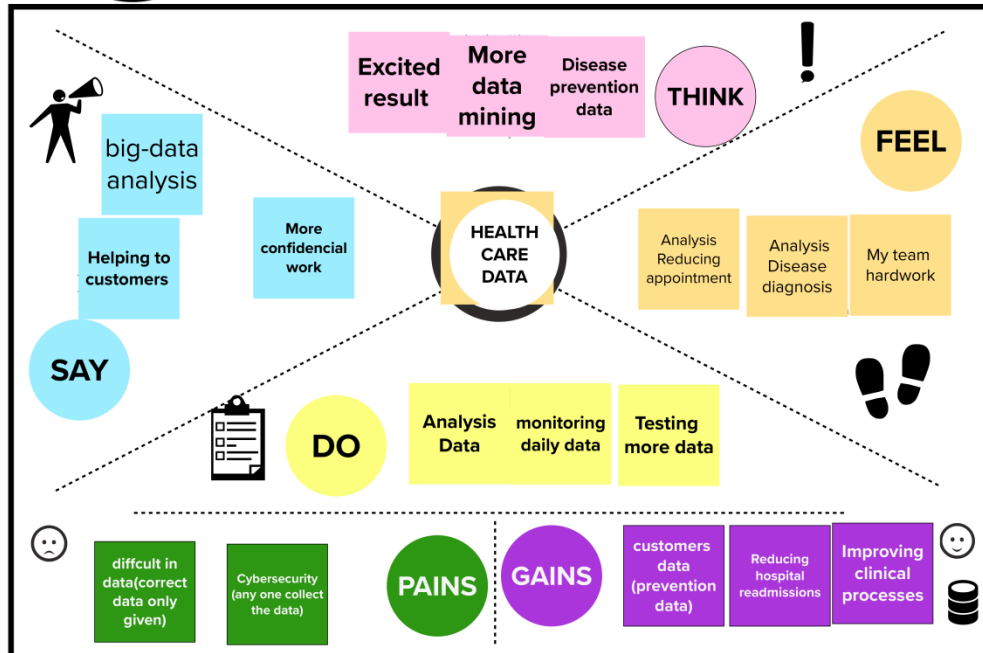 Excited
result
More
data
mining
Disease
prevention
data
THINK
FEEL
big-data
analysis
Helping to
customers
More
confidencial
work
SAY
HEALTH
CARE
DATA
Analysis
Reducing
appointment
Analysis
Disease
diagnosis
My team
hardwork
DO
Analysis
Data
monitoring
daily data
Testing
more data
diffcult in
data(correct
data only
given)
Cybersecurity
(any one collect
the data)
PAINS
GAINS
customers
data
(prevention
data)
Reducing
hospital
readmissions
Improving
clinical
processes